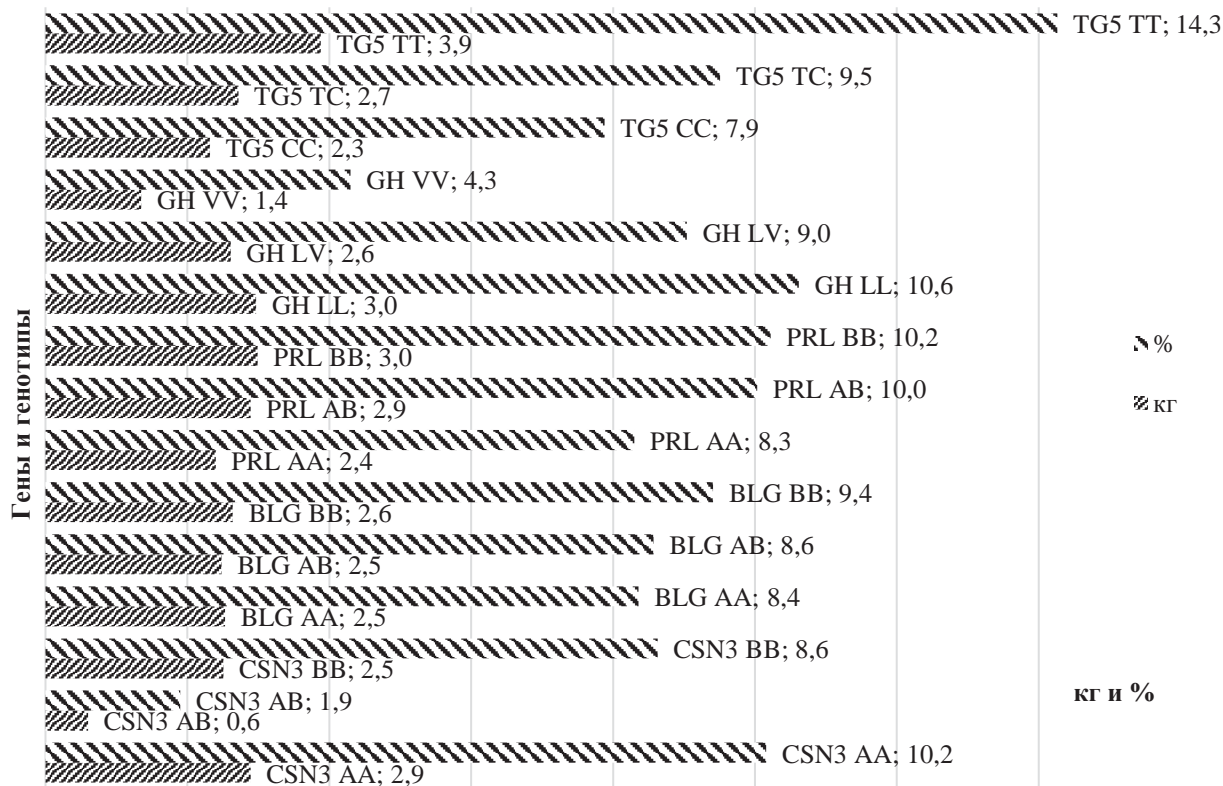 TG5 TT; 14,3
TG5 TT; 3,9
TG5 TC; 9,5
TG5 TC; 2,7
TG5 CC; 7,9
TG5 CC; 2,3
GH VV; 4,3
GH VV; 1,4
GH LV; 9,0
GH LV; 2,6
GH LL; 10,6
GH LL; 3,0
PRL BB; 10,2
PRL BB; 3,0
PRL AB; 10,0
PRL AB; 2,9
PRL AA; 8,3
PRL AA; 2,4
BLG BB; 9,4
BLG BB; 2,6
BLG AB; 8,6
BLG AB; 2,5
BLG AA; 8,4
BLG AA; 2,5
CSN3 BB; 8,6
CSN3 BB; 2,5
CSN3 AB; 1,9
CSN3 AB; 0,6
CSN3 AA; 10,2
CSN3 AA; 2,9
Гены и генотипы
%
кг
кг и %